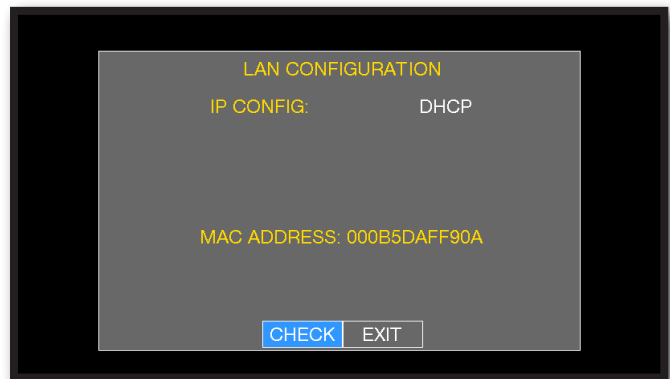 LAN CONFIGURATION
IP CONFIG: DHCP
MAC ADDRESS: 000B5DAFF90A
CHECK EXIT